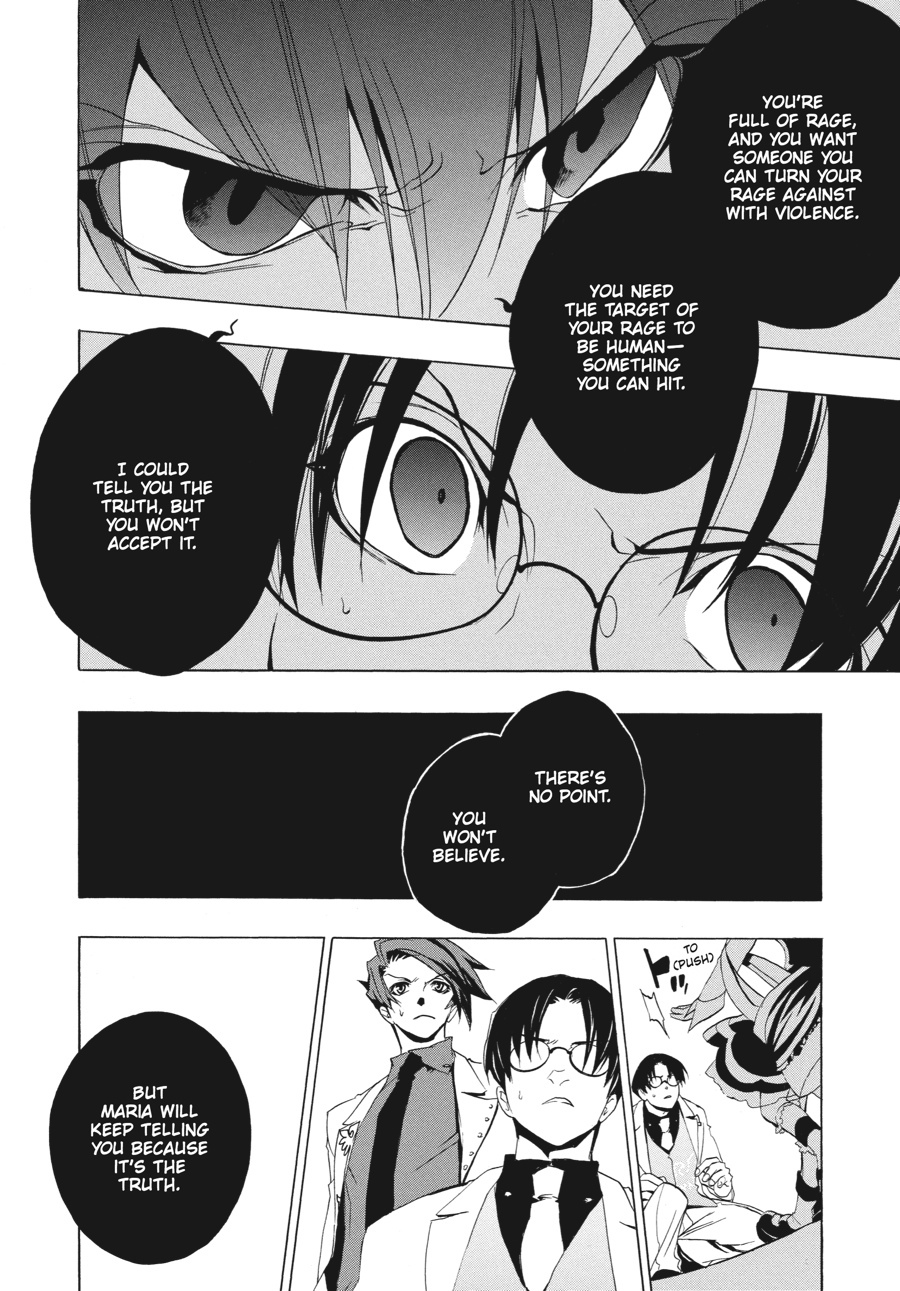 YOU'RE
FULL OF RAGE,
AND YOU WANT
SOMEONE YOU
CAN TURN YOUR
RAGE AGAINST
WITH VIOLENCE.
YOU NEED
THE TARGET OF
YOUR RAGE TO
BE HUMAN—
SOMETHING
YOU CAN HIT.
I COULD
TELL YOU THE
TRUTH, BUT
YOU WON'T
ACCEPT IT.
THERE'S
NO POINT.
YOU
WON'T
BELIEVE.
ドッ
TO
(PUSH)
BUT
MARIA WILL
KEEP TELLING
YOU BECAUSE
IT'S THE
TRUTH.